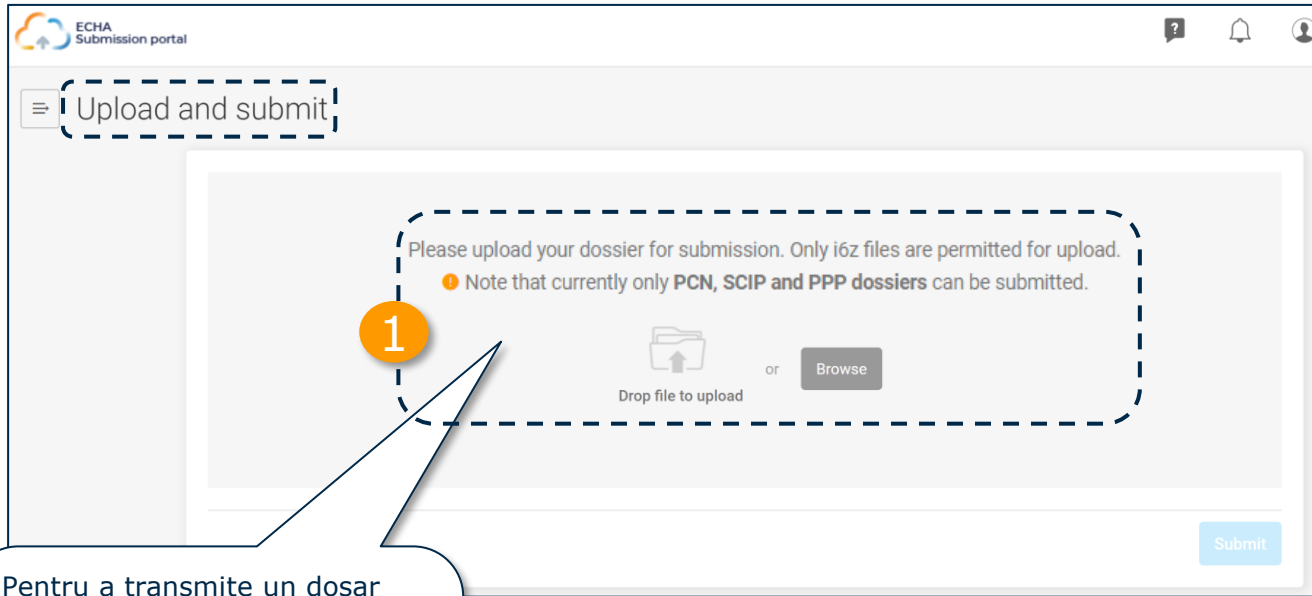 ECHA
Submission portal
?
Upload and submit
Please upload your dossier for submission. Only i6z files are permitted for upload.
! Note that currently only PCN, SCIP and PPP dossiers can be submitted.
1
Drop file to upload
or
Browse
Submit
Pentru a transmite un dosar